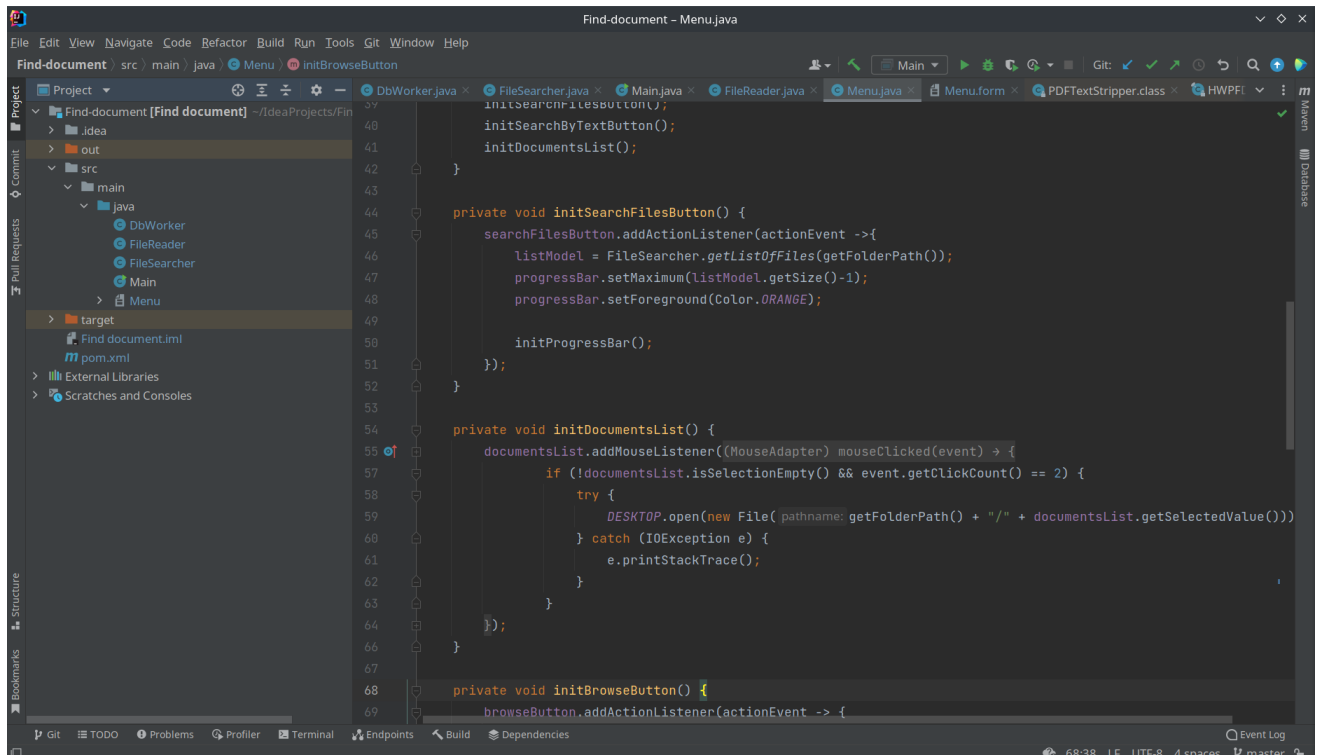 Find-document – Menu.java
File Edit View Navigate Code Refactor Build Run Tools Git Window Help
Find-document src main java Menu initBrowseButton Main Git:
Project
DbWorker.java FileSearcher.java Main.java FileReader.java Menu.java Menu.form PDFTextStripper.class HWPF
Find-document [Find document] ~/IdeaProjects/Fin
.idea
out
src
main
java
DbWorker
FileReader
FileSearcher
Main
Menu
target
Find document.iml
pom.xml
External Libraries
Scratches and Consoles
39 initSearchFilesButton();
40 initSearchByTextButton();
41 initDocumentsList();
42 }
43
44 private void initSearchFilesButton() {
45 searchFilesButton.addActionListener(actionEvent ->{
46 listModel = FileSearcher.getListOfFiles(getFolderPath());
47 progressBar.setMaximum(listModel.getSize()-1);
48 progressBar.setForeground(Color.ORANGE);
49
50 initProgressBar();
51 });
52 }
53
54 private void initDocumentsList() {
55 documentsList.addMouseListener((MouseAdapter) mouseClicked(event) → {
57 if (!documentsList.isSelectionEmpty() && event.getClickCount() == 2) {
58 try {
59 DESKTOP.open(new File( pathname: getFolderPath() + "/" + documentsList.getSelectedValue()))
60 } catch (IOException e) {
61 e.printStackTrace();
62 }
63 }
64 });
66 }
67
68 private void initBrowseButton() {
69 browseButton.addActionListener(actionEvent -> {
Project
Commit
Pull Requests
Structure
Bookmarks
m Maven
Database
Git TODO Problems Profiler Terminal Endpoints Build Dependencies Event Log
68:38 LF UTF-8 4 spaces master